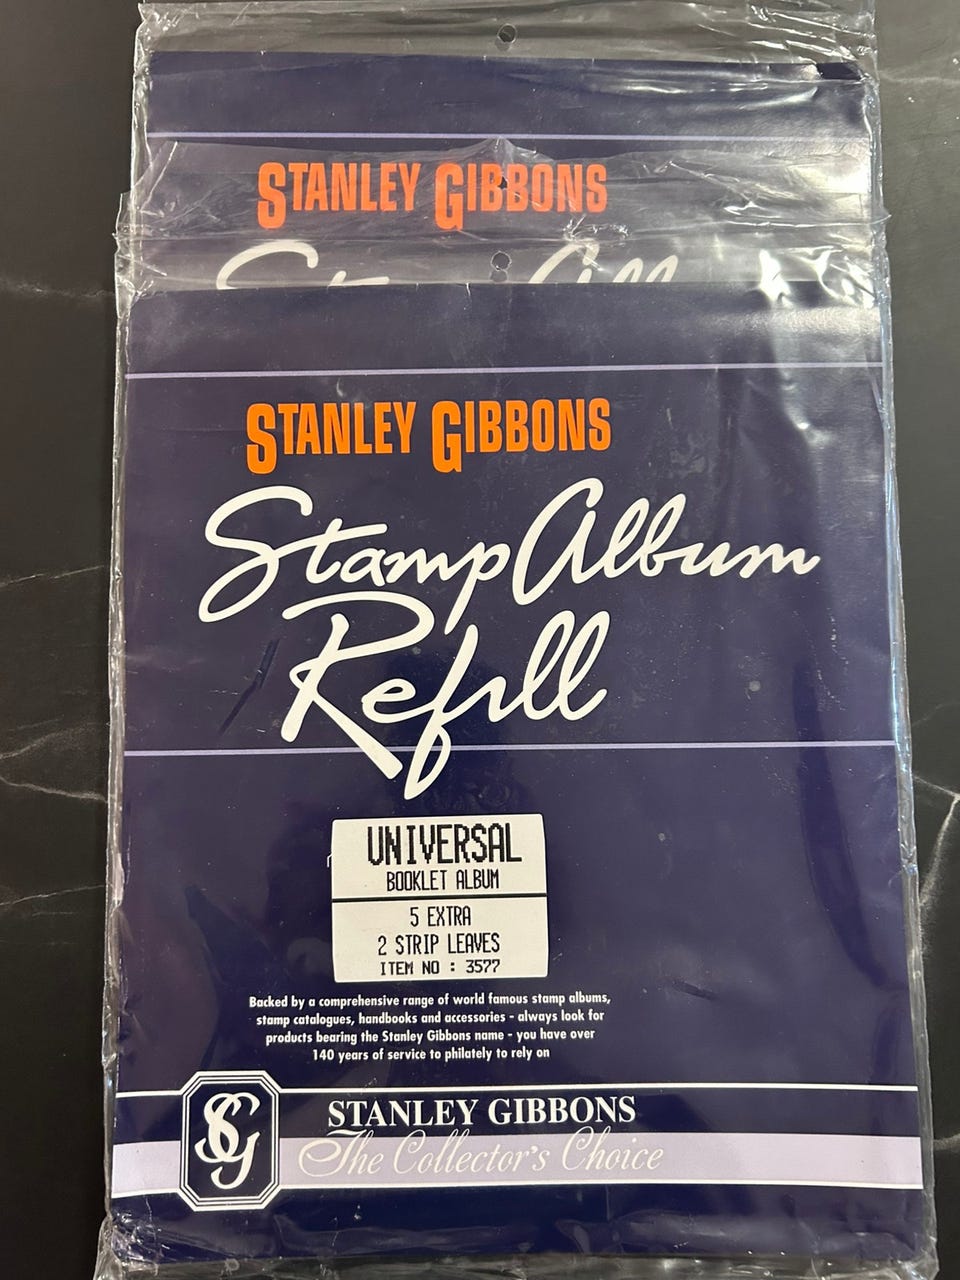 STANLEY GIBBONS
Stamp Album
STANLEY GIBBONS
Stamp Album
Refill
UNIVERSAL
BOOKLET ALBUM
5 EXTRA
2 STRIP LEAVES
ITEM NO : 3577
Backed by a comprehensive range of world famous stamp albums,
stamp catalogues, handbooks and accessories - always look for
products bearing the Stanley Gibbons name - you have over
140 years of service to philately to rely on
SG
STANLEY GIBBONS
The Collector's Choice